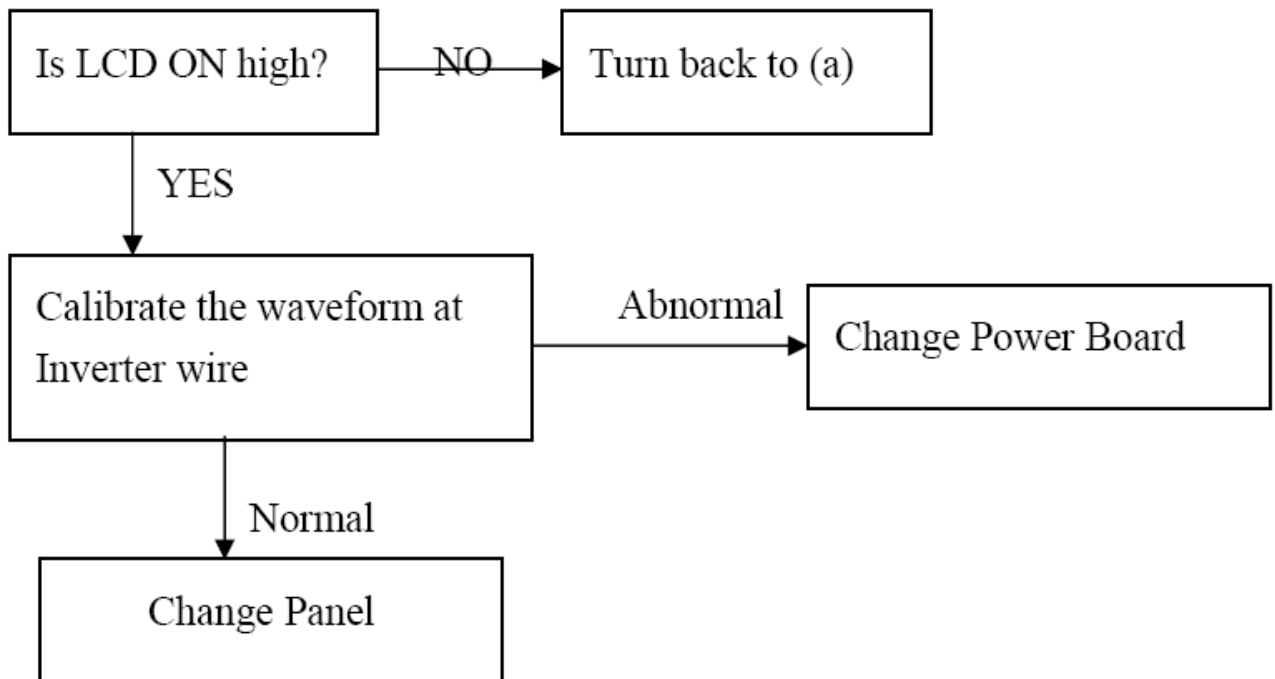 Is LCD ON high?
NO
Turn back to (a)
YES
Calibrate the waveform at
Inverter wire
Abnormal
Change Power Board
Normal
Change Panel